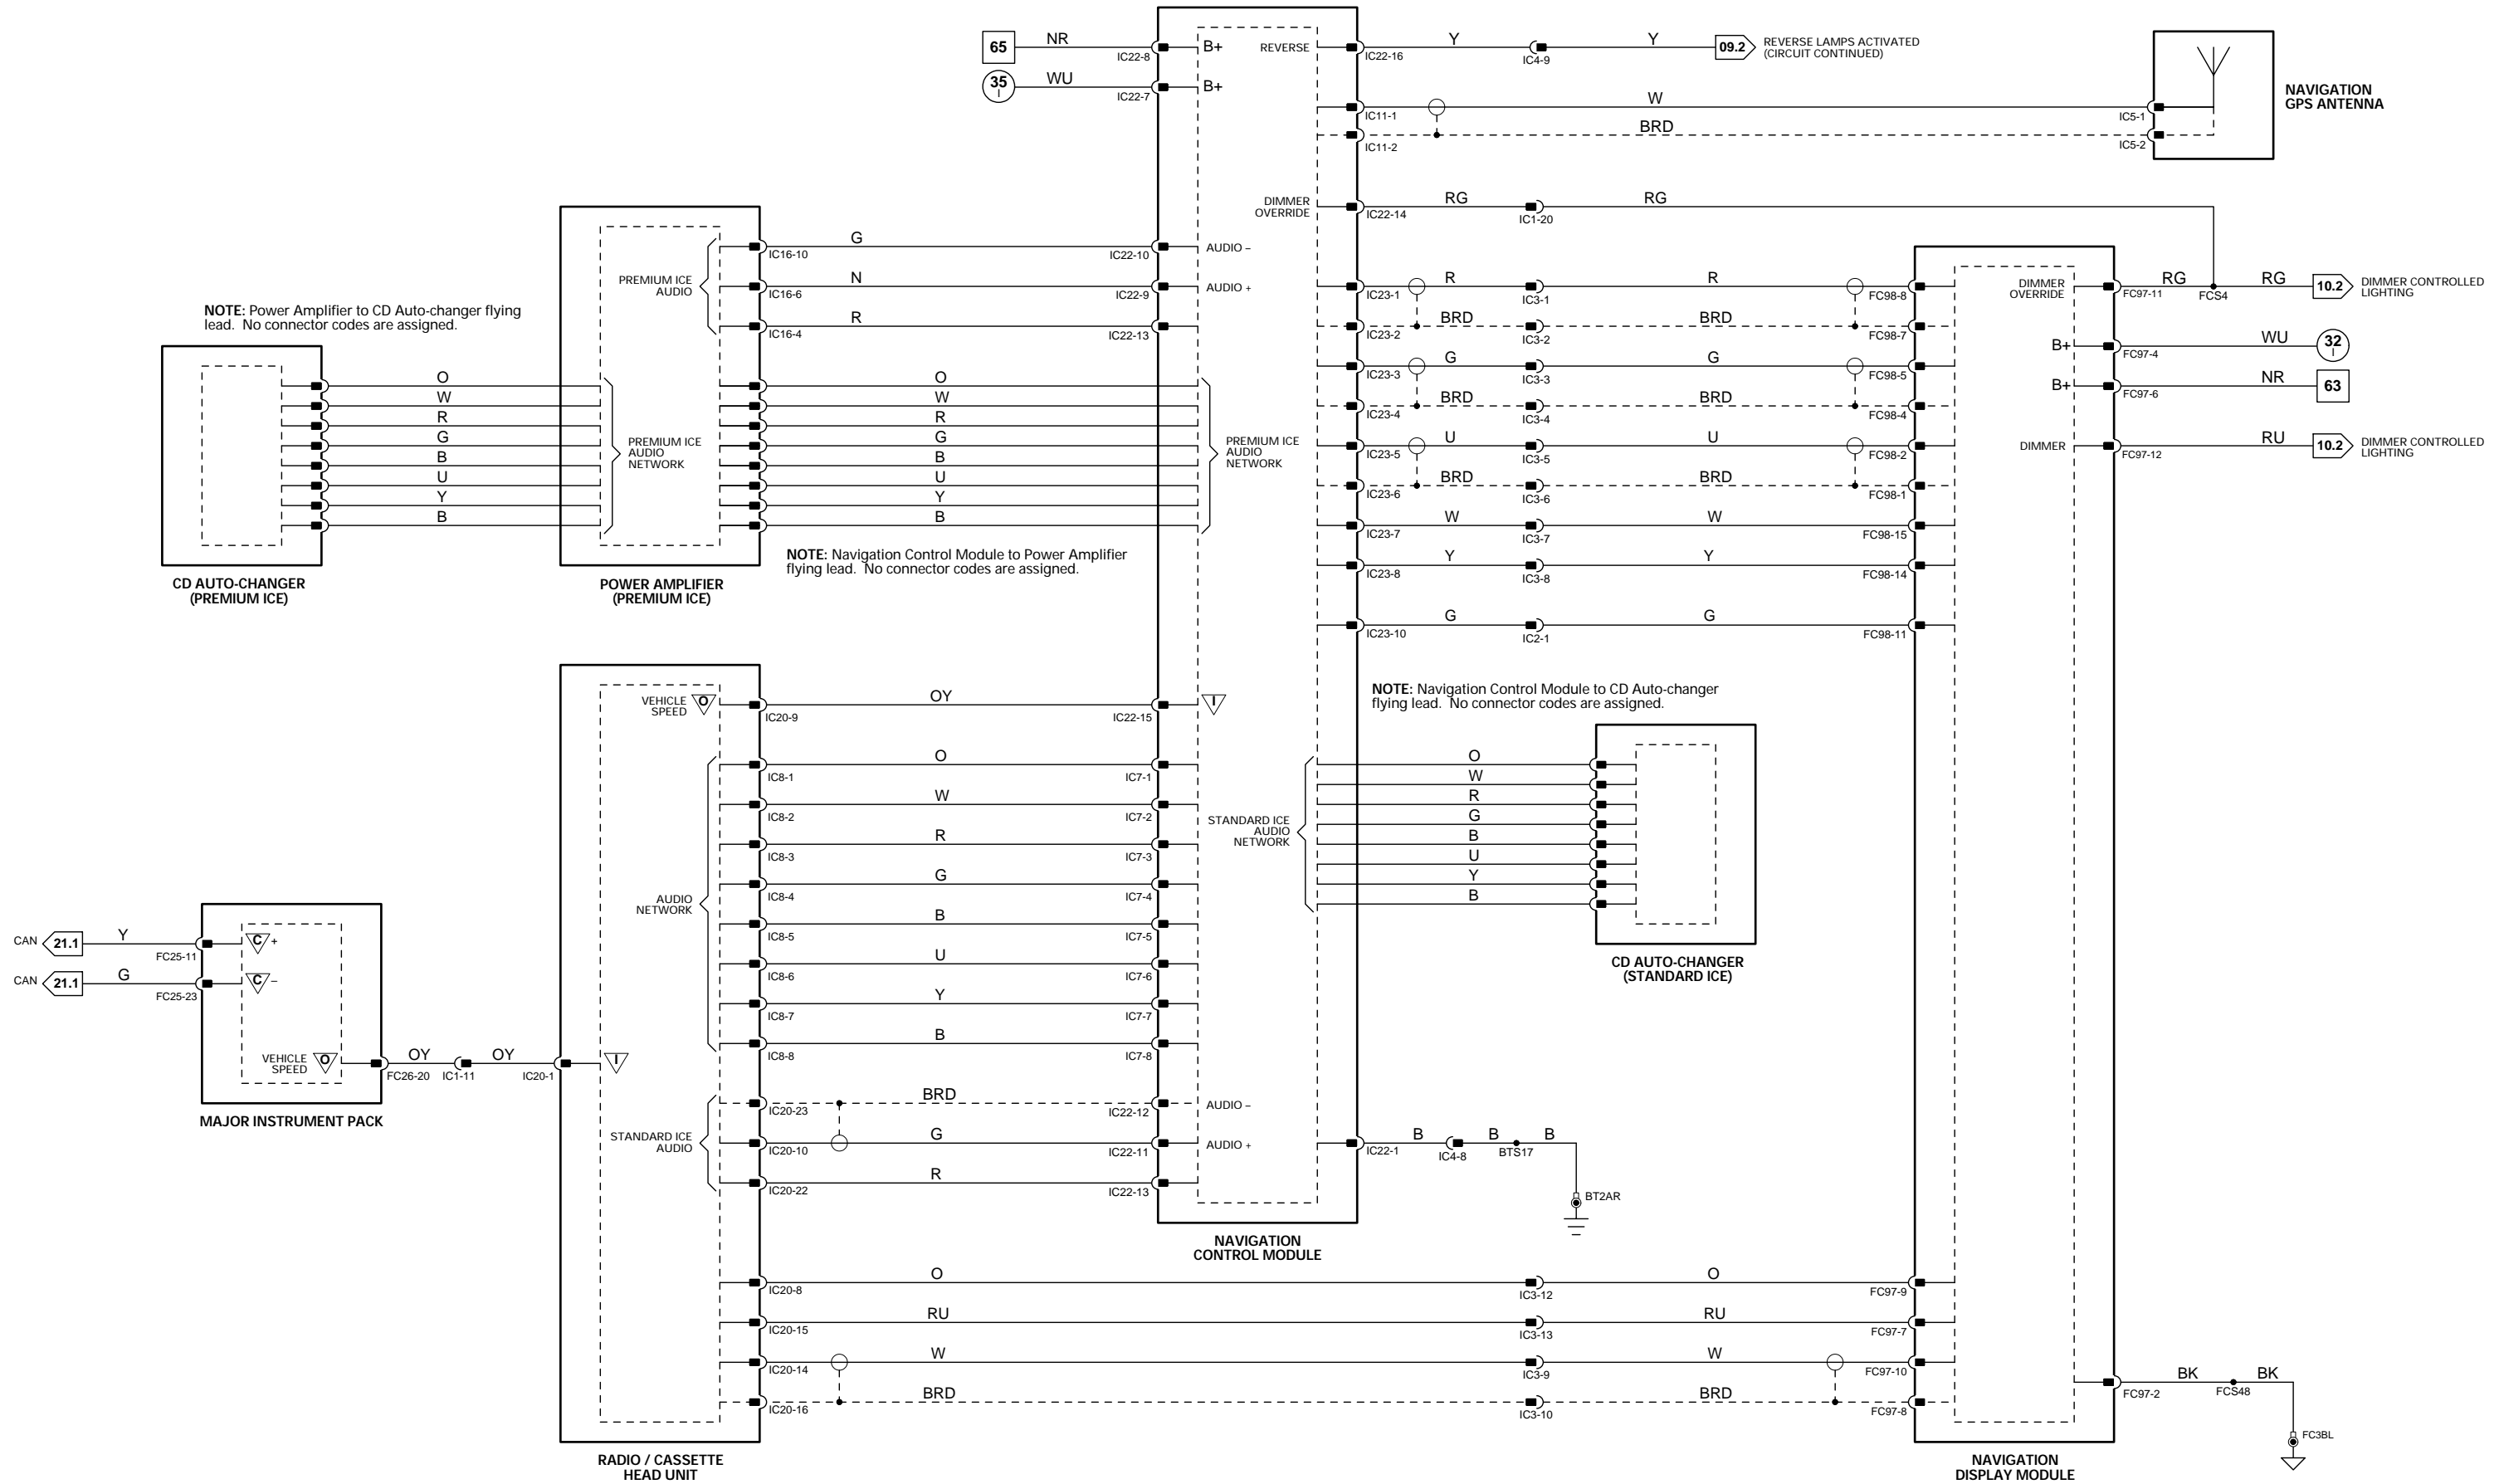 65
NR
IC22-8
B+
REVERSE
IC22-16
Y
IC4-9
Y
09.2
REVERSE LAMPS ACTIVATED
(CIRCUIT CONTINUED)
35
I
WU
IC22-7
B+
IC11-1
W
IC5-1
BRD
IC11-2
IC5-2
NAVIGATION
GPS ANTENNA
DIMMER
OVERRIDE
IC22-14
RG
IC1-20
RG
PREMIUM ICE
AUDIO
IC16-10
G
IC22-10
AUDIO –
IC16-6
N
IC22-9
AUDIO +
IC16-4
R
IC22-13
IC23-1
R
IC3-1
R
FC98-8
IC23-2
BRD
IC3-2
BRD
FC98-7
IC23-3
G
IC3-3
G
FC98-5
IC23-4
BRD
IC3-4
BRD
FC98-4
IC23-5
U
IC3-5
U
FC98-2
IC23-6
BRD
IC3-6
BRD
FC98-1
IC23-7
W
IC3-7
W
FC98-15
IC23-8
Y
IC3-8
Y
FC98-14
IC23-10
G
IC2-1
G
FC98-11
DIMMER
OVERRIDE
FC97-11
RG
FCS4
RG
10.2
DIMMER CONTROLLED
LIGHTING
B+
FC97-4
WU
32
I
B+
FC97-6
NR
63
DIMMER
FC97-12
RU
10.2
DIMMER CONTROLLED
LIGHTING
NOTE: Power Amplifier to CD Auto-changer flying
lead. No connector codes are assigned.
O
W
R
G
B
U
Y
B
PREMIUM ICE
AUDIO
NETWORK
O
W
R
G
B
U
Y
B
PREMIUM ICE
AUDIO
NETWORK
NOTE: Navigation Control Module to Power Amplifier
flying lead. No connector codes are assigned.
CD AUTO-CHANGER
(PREMIUM ICE)
POWER AMPLIFIER
(PREMIUM ICE)
VEHICLE
SPEED
O
IC20-9
OY
IC22-15
I
AUDIO
NETWORK
IC8-1
O
IC7-1
IC8-2
W
IC7-2
IC8-3
R
IC7-3
IC8-4
G
IC7-4
IC8-5
B
IC7-5
IC8-6
U
IC7-6
IC8-7
Y
IC7-7
IC8-8
B
IC7-8
NOTE: Navigation Control Module to CD Auto-changer
flying lead. No connector codes are assigned.
STANDARD ICE
AUDIO
NETWORK
O
W
R
G
B
U
Y
B
CD AUTO-CHANGER
(STANDARD ICE)
CAN
21.1
Y
FC25-11
C
+
CAN
21.1
G
FC25-23
C
–
VEHICLE
SPEED
O
FC26-20
OY
IC1-11
OY
IC20-1
I
MAJOR INSTRUMENT PACK
STANDARD ICE
AUDIO
IC20-23
BRD
IC22-12
AUDIO –
IC20-10
G
IC22-11
AUDIO +
IC20-22
R
IC22-13
IC22-1
B
IC4-8
B
BTS17
B
BT2AR
NAVIGATION
CONTROL MODULE
IC20-8
O
IC3-12
O
FC97-9
IC20-15
RU
IC3-13
RU
FC97-7
IC20-14
W
IC3-9
W
FC97-10
IC20-16
BRD
IC3-10
BRD
FC97-8
FC97-2
BK
FCS48
BK
FC3BL
RADIO / CASSETTE
HEAD UNIT
NAVIGATION
DISPLAY MODULE